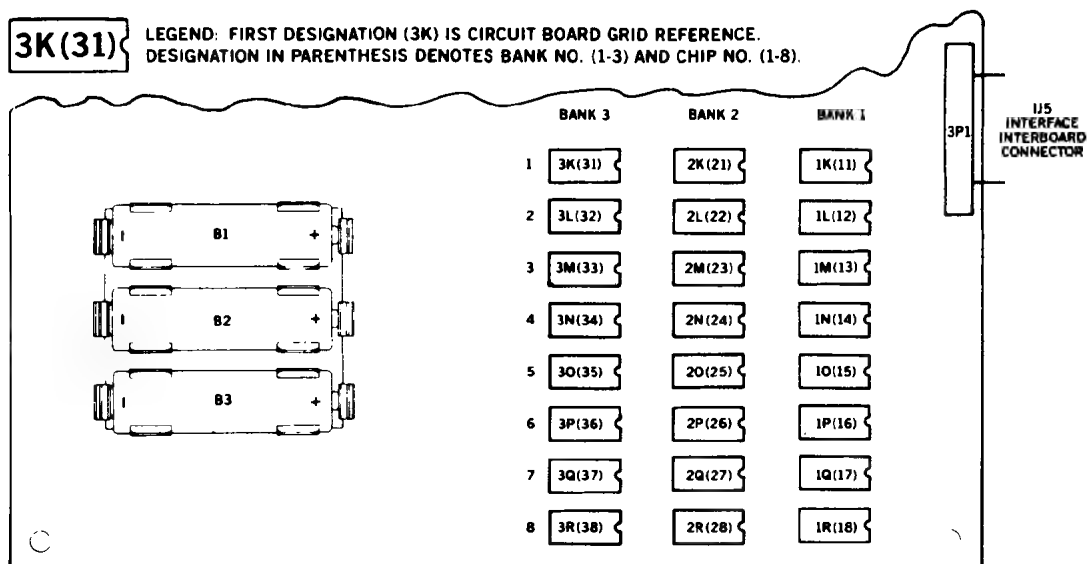 3K(31)
LEGEND: FIRST DESIGNATION (3K) IS CIRCUIT BOARD GRID REFERENCE.
DESIGNATION IN PARENTHESIS DENOTES BANK NO. (1-3) AND CHIP NO. (1-8).
BANK 3 BANK 2 BANK 1
3P1
1J5
INTERFACE
INTERBOARD
CONNECTOR
1 3K(31) 2K(21) 1K(11)
2 3L(32) 2L(22) 1L(12)
- B1 +
3 3M(33) 2M(23) 1M(13)
- B2 +
4 3N(34) 2N(24) 1N(14)
5 3O(35) 2O(25) 1O(15)
- B3 +
6 3P(36) 2P(26) 1P(16)
7 3Q(37) 2Q(27) 1Q(17)
8 3R(38) 2R(28) 1R(18)